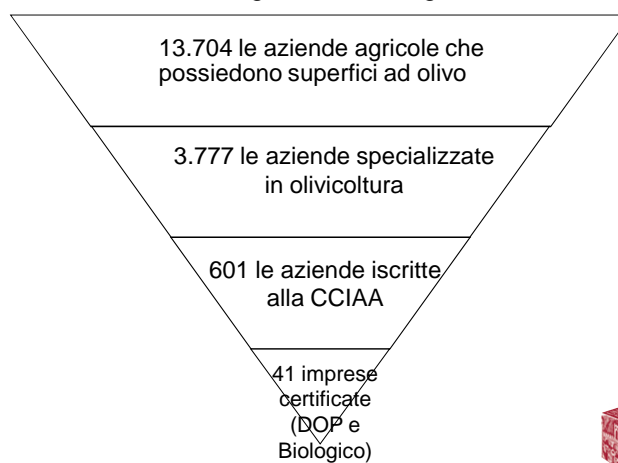 13.704 le aziende agricole che
possiedono superfici ad olivo
3.777 le aziende specializzate
in olivicoltura
601 le aziende iscritte
alla CCIAA
41 imprese
certificate
(DOP e
Biologico)